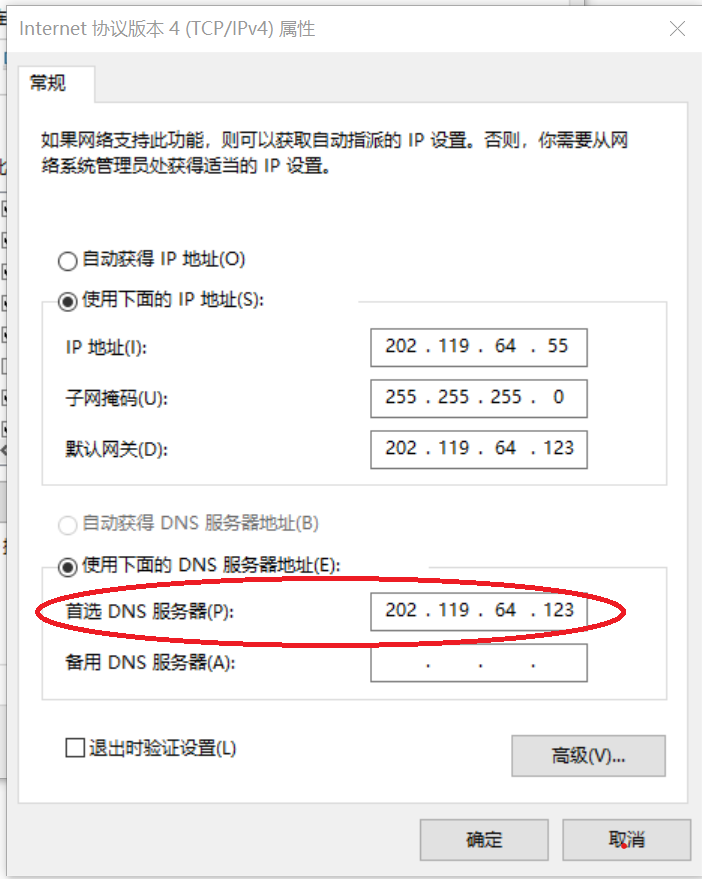 Internet 协议版本 4 (TCP/IPv4) 属性
常规
如果网络支持此功能，则可以获取自动指派的 IP 设置。否则，你需要从网
络系统管理员处获得适当的 IP 设置。
自动获得 IP 地址(O)
使用下面的 IP 地址(S):
IP 地址(I): 202 . 119 . 64 . 55
子网掩码(U): 255 . 255 . 255 . 0
默认网关(D): 202 . 119 . 64 . 123
自动获得 DNS 服务器地址(B)
使用下面的 DNS 服务器地址(E):
首选 DNS 服务器(P): 202 . 119 . 64 . 123
备用 DNS 服务器(A): . . .
退出时验证设置(L)
高级(V)...
确定 取消